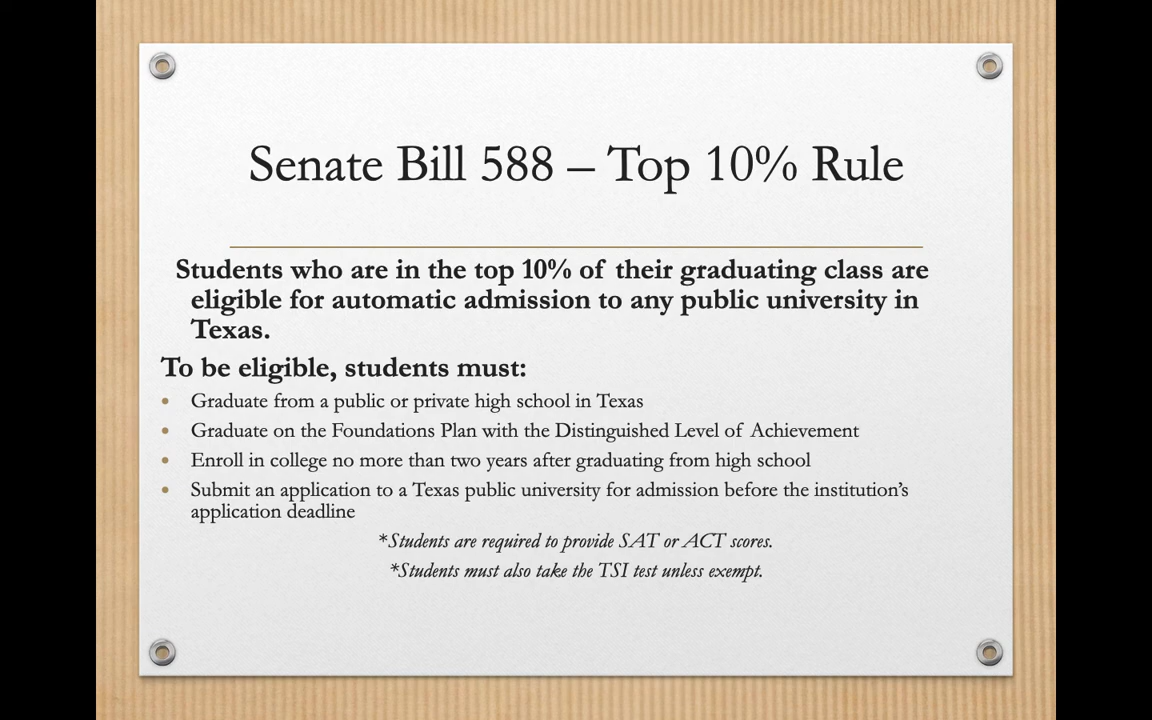 Senate Bill 588 – Top 10% Rule
Students who are in the top 10% of their graduating class are
eligible for automatic admission to any public university in
Texas.
To be eligible, students must:
• Graduate from a public or private high school in Texas
• Graduate on the Foundations Plan with the Distinguished Level of Achievement
• Enroll in college no more than two years after graduating from high school
• Submit an application to a Texas public university for admission before the institution’s
application deadline
*Students are required to provide SAT or ACT scores.
*Students must also take the TSI test unless exempt.